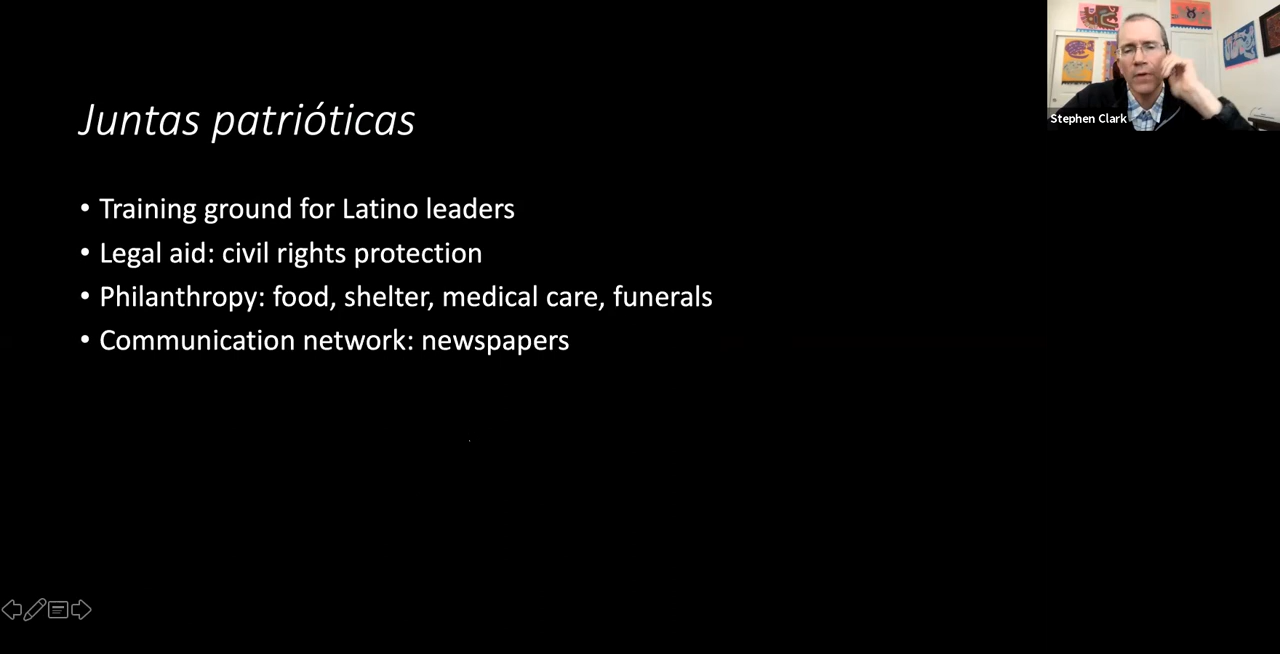 Juntas patrióticas
• Training ground for Latino leaders
• Legal aid: civil rights protection
• Philanthropy: food, shelter, medical care, funerals
• Communication network: newspapers
Stephen Clark